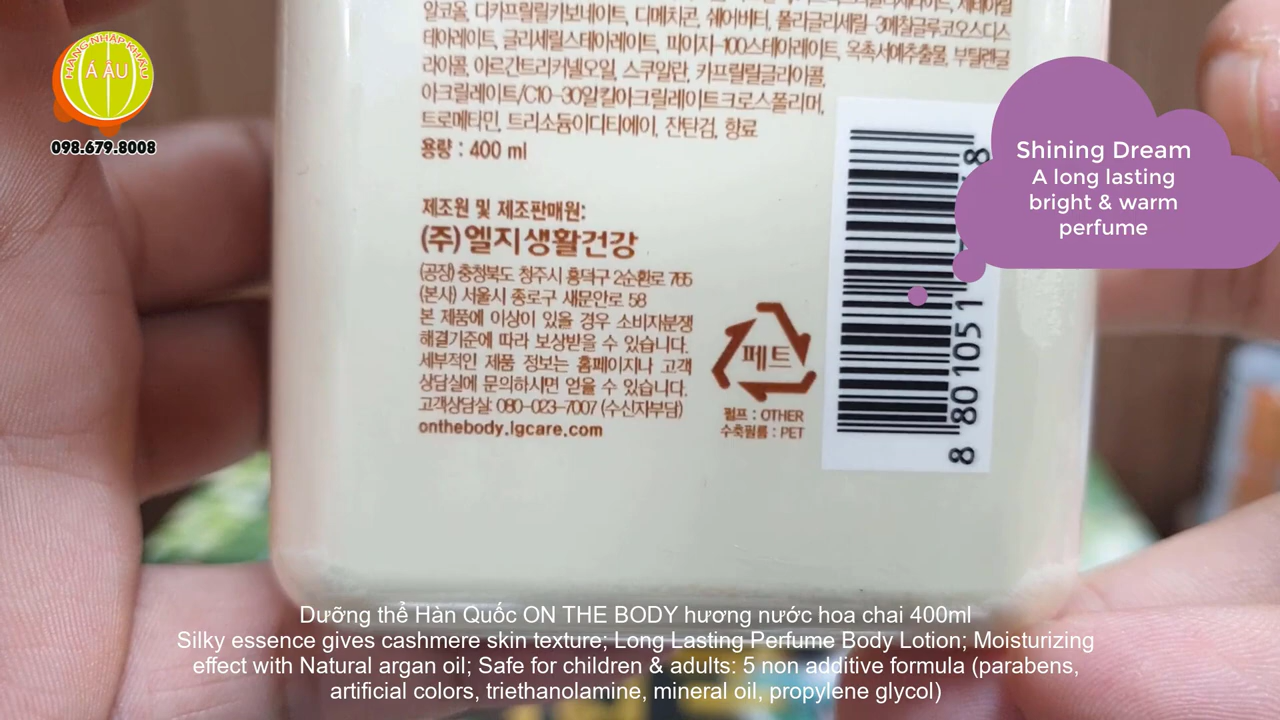 HÀNG NHẬP KHẨU
Á ÂU
098.679.8008
알코올, 디카프릴릴카보네이트, 디메치콘, 쉐어버터, 폴리글리세릴-3메칠글루코오스디스
테아레이트, 글리세릴스테아레이트, 피이지-100스테아레이트, 옥촉서예추출물, 부틸렌글
라이콜, 아르간트리커넬오일, 스쿠알란, 카프릴릴글라이콜,
아크릴레이트/C10-30알킬아크릴레이트크로스폴리머,
트로메타민, 트리소듐이디티에이, 잔탄검, 향료
용량 : 400 ml
제조원 및 제조판매원:
(주)엘지생활건강
(공장) 충청북도 청주시 흥덕구 2순환로 765
(본사) 서울시 종로구 새문안로 58
본 제품에 이상이 있을 경우 소비자분쟁
해결기준에 따라 보상받을 수 있습니다.
세부적인 제품 정보는 홈페이지나 고객
상담실에 문의하시면 얻을 수 있습니다.
고객상담실: 080-023-7007 (수신자부담)
onthebody.lgcare.com
페트
펌프 : OTHER
수축필름 : PET
8 801051
8
Shining Dream
A long lasting
bright & warm
perfume
Dưỡng thể Hàn Quốc ON THE BODY hương nước hoa chai 400ml
Silky essence gives cashmere skin texture; Long Lasting Perfume Body Lotion; Moisturizing
effect with Natural argan oil; Safe for children & adults: 5 non additive formula (parabens,
artificial colors, triethanolamine, mineral oil, propylene glycol)